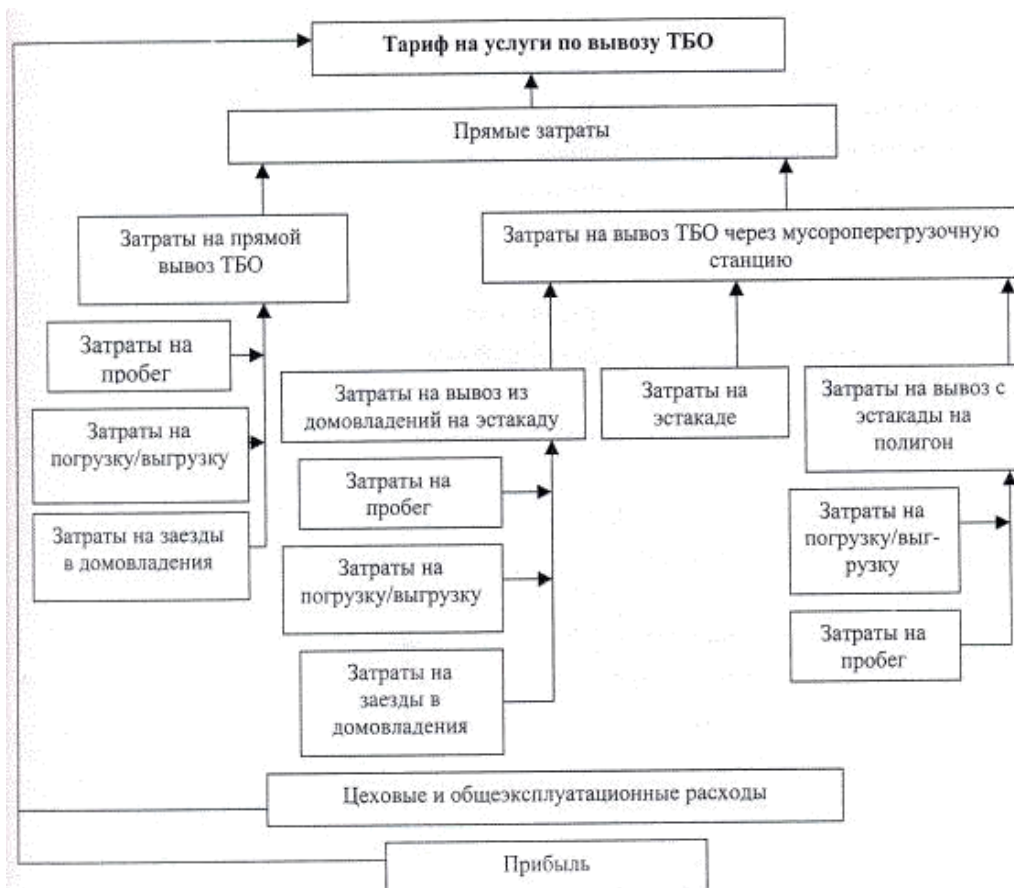 Тариф на услуги по вывозу ТБО
Прямые затраты
Затраты на прямой
вывоз ТБО
Затраты на вывоз ТБО через мусороперегрузочную
станцию
Затраты на
пробег
Затраты на
погрузку/выгрузку
Затраты на заезды
в домовладения
Затраты на вывоз из
домовладений на эстакаду
Затраты на
пробег
Затраты на
погрузку/выгрузку
Затраты на
заезды в
домовладения
Затраты на
эстакаде
Затраты на вывоз с
эстакады на
полигон
Затраты на
погрузку/выг-
рузку
Затраты на
пробег
Цеховые и общеэксплуатационные расходы
Прибыль